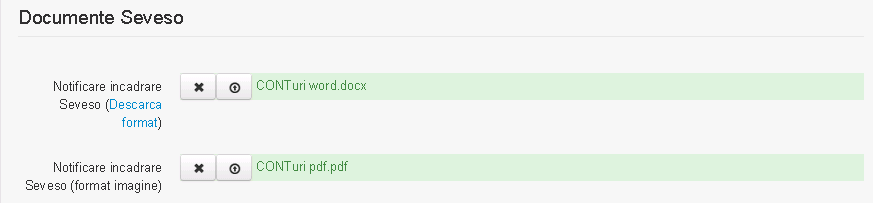 Documente Seveso
Notificare incadrare
Seveso (Descarca
format)
CONTuri word.docx
Notificare incadrare
Seveso (format imagine)
CONTuri pdf.pdf